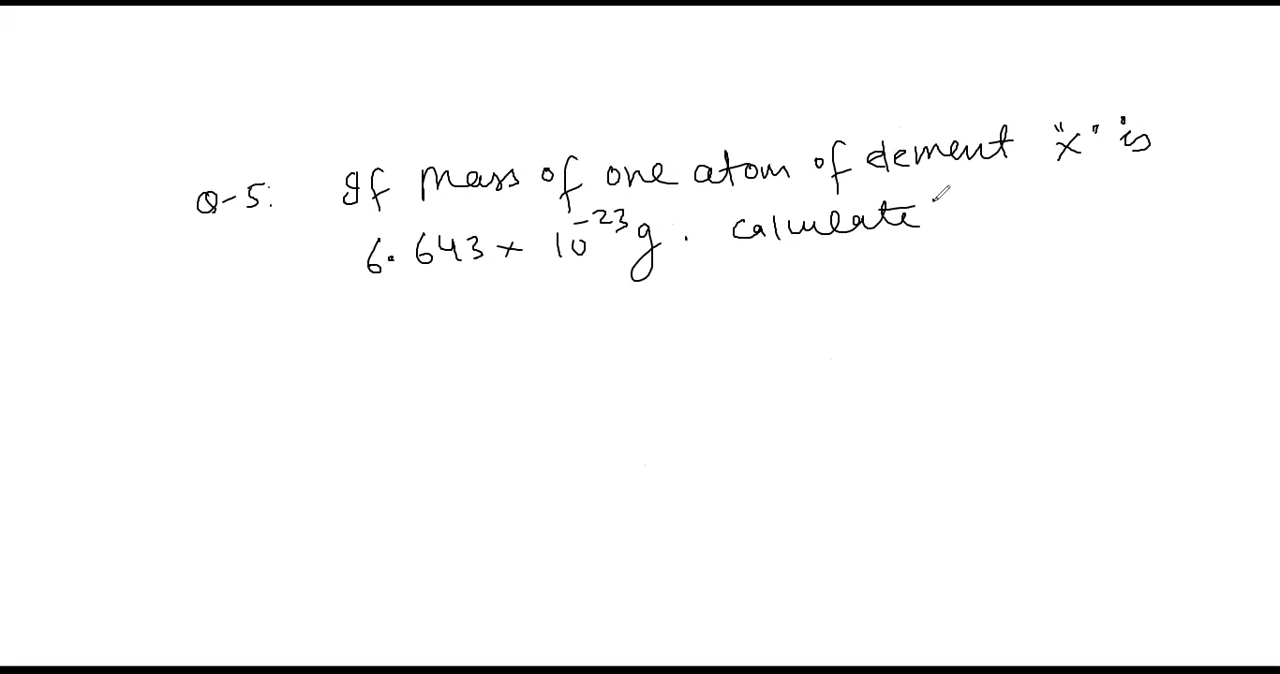 Q-5: If mass of one atom of element "x" is
6.643 × 10⁻²³ g. calculate